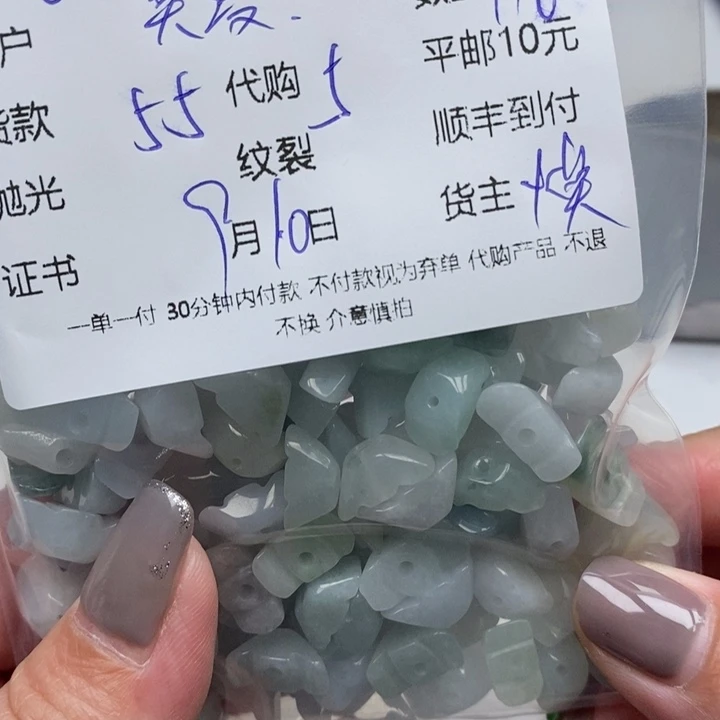 户
平邮10元
货款 55 代购 5
顺丰到付
抛光 纹裂
货主
证书 9月10日
一单一付 30分钟内付款 不付款视为弃单 代购产品 不退
不换 介意慎拍